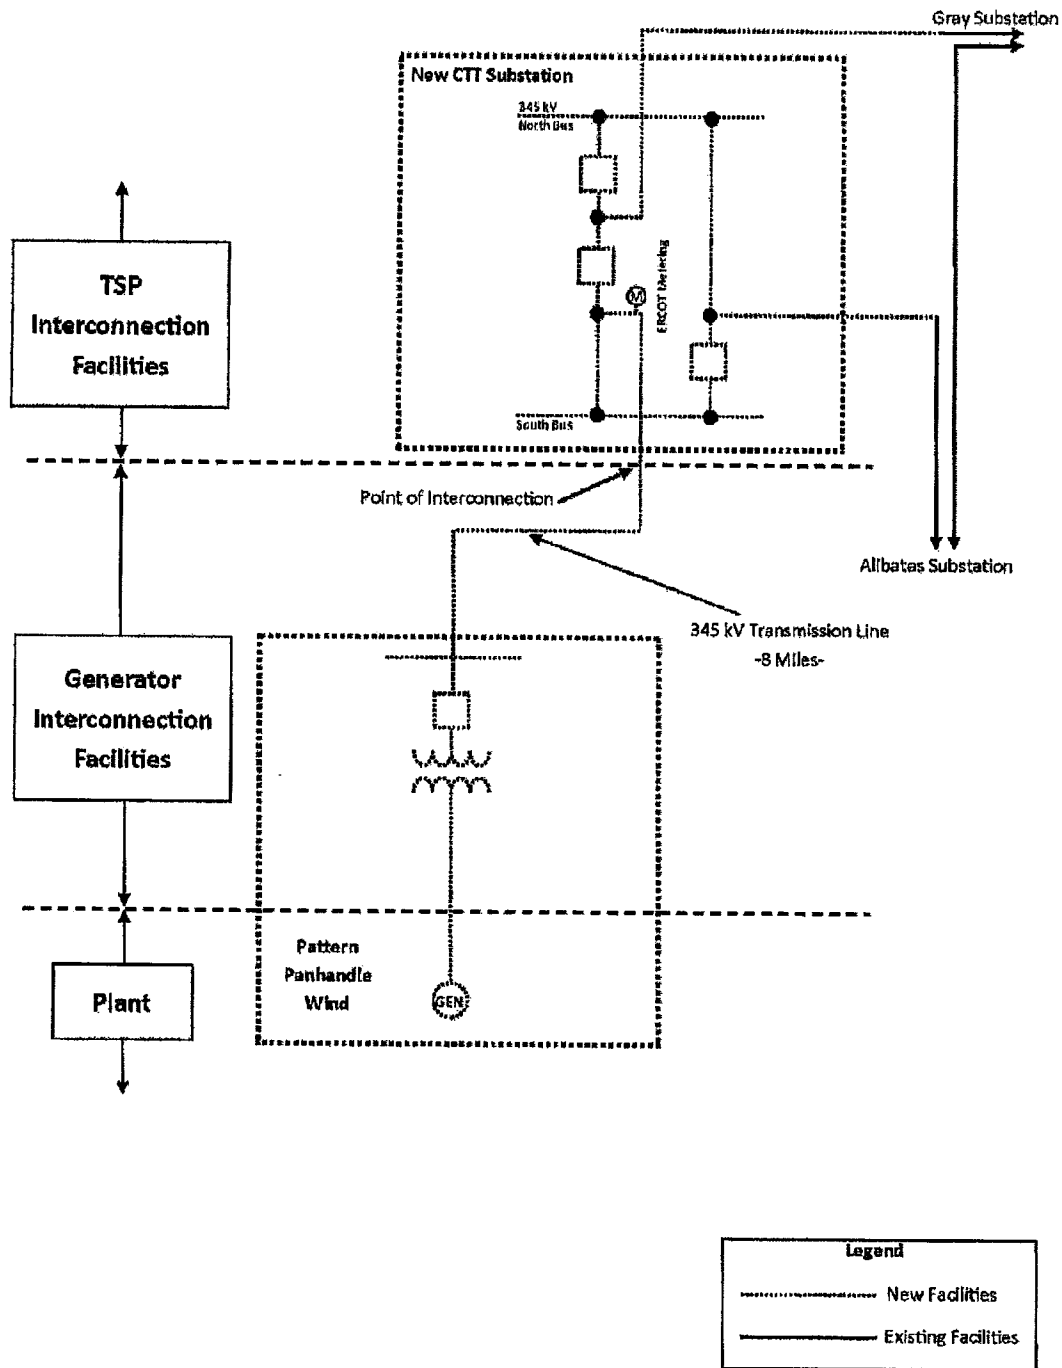 Gray Substation
New CTT Substation
345 kV
North Bus
TSP
Interconnection
Facilities
ERCOT Metering
M
South Bus
Point of Interconnection
Alibates Substation
345 kV Transmission Line
-8 Miles-
Generator
Interconnection
Facilities
Pattern
Panhandle
Wind
GEN
Plant
Legend
New Facilities
Existing Facilities